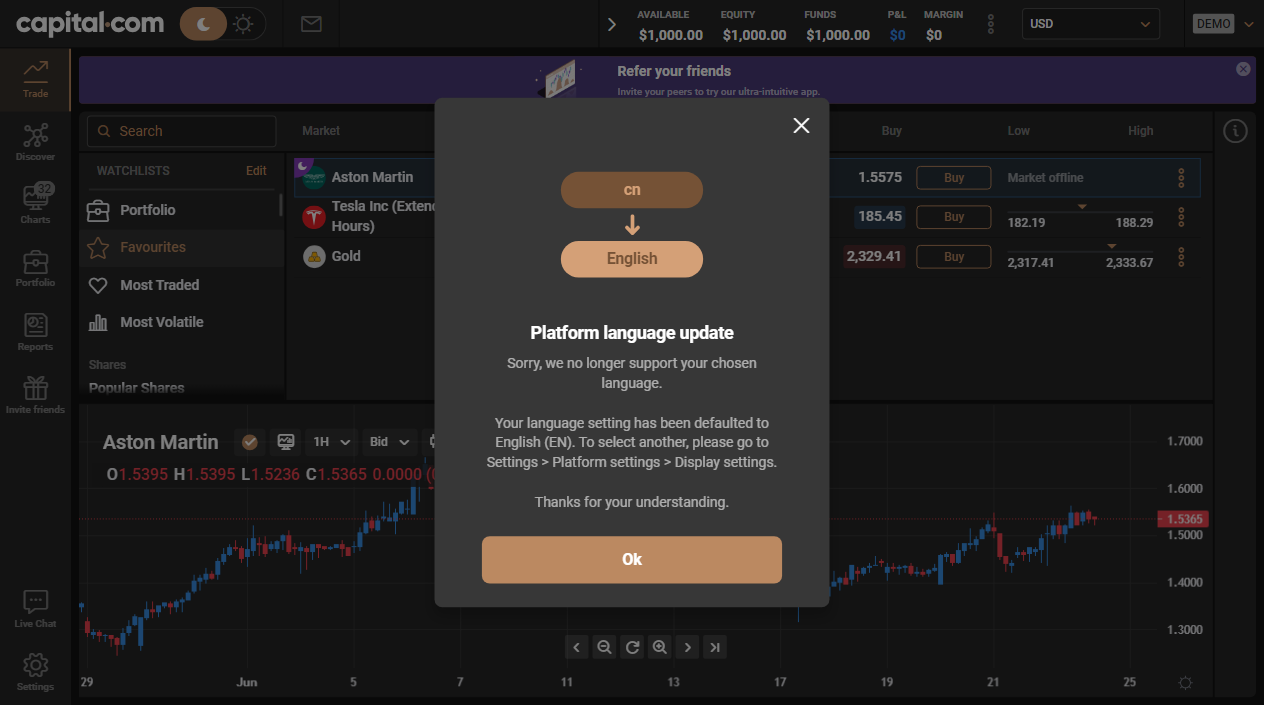 capital.com
AVAILABLE EQUITY FUNDS P&L MARGIN
$1,000.00 $1,000.00 $1,000.00 $0 $0
USD
DEMO
Trade
Refer your friends
Invite your peers to try our ultra-intuitive app.
Search
Market Buy Low High
Discover
WATCHLISTS Edit
Aston Martin 1.5575 Buy Market offline
32
Charts
Portfolio
Tesla Inc (Exten
Hours)
185.45 Buy 182.19 188.29
Favourites
Gold 2,329.41 Buy 2,317.41 2,333.67
Portfolio
Most Traded
Most Volatile
Reports
Shares
Popular Shares
Invite friends
cn
English
Platform language update
Sorry, we no longer support your chosen
language.
Your language setting has been defaulted to
English (EN). To select another, please go to
Settings > Platform settings > Display settings.
Thanks for your understanding.
Ok
Aston Martin 1H Bid
O1.5395 H1.5395 L1.5236 C1.5365 0.0000 (
1.7000
1.6000
1.5365
1.5000
1.4000
1.3000
Live Chat
Settings
29 Jun 5 7 11 13 17 19 21 25